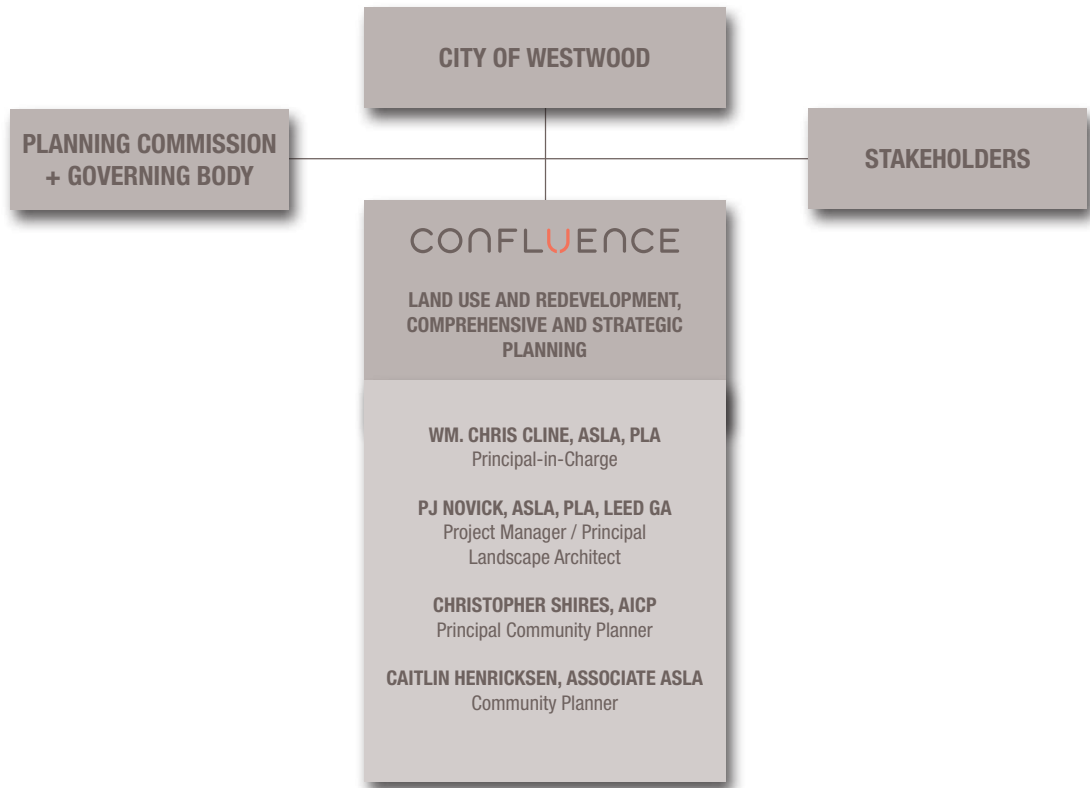 CITY OF WESTWOOD
PLANNING COMMISSION
+ GOVERNING BODY
STAKEHOLDERS
CONFLUENCE
LAND USE AND REDEVELOPMENT,
COMPREHENSIVE AND STRATEGIC
PLANNING
WM. CHRIS CLINE, ASLA, PLA
Principal-in-Charge
PJ NOVICK, ASLA, PLA, LEED GA
Project Manager / Principal
Landscape Architect
CHRISTOPHER SHIRES, AICP
Principal Community Planner
CAITLIN HENRICKSEN, ASSOCIATE ASLA
Community Planner